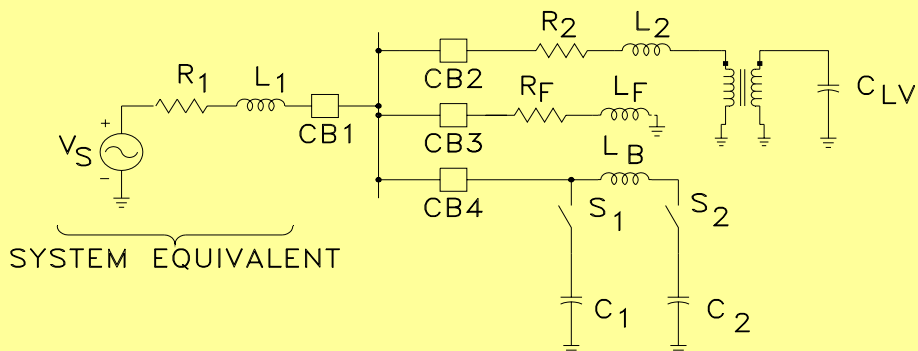 R1
L1
CB1
+
VS
−
SYSTEM EQUIVALENT
CB2
R2
L2
CLV
CB3
RF
LF
CB4
LB
S1
S2
C1
C2